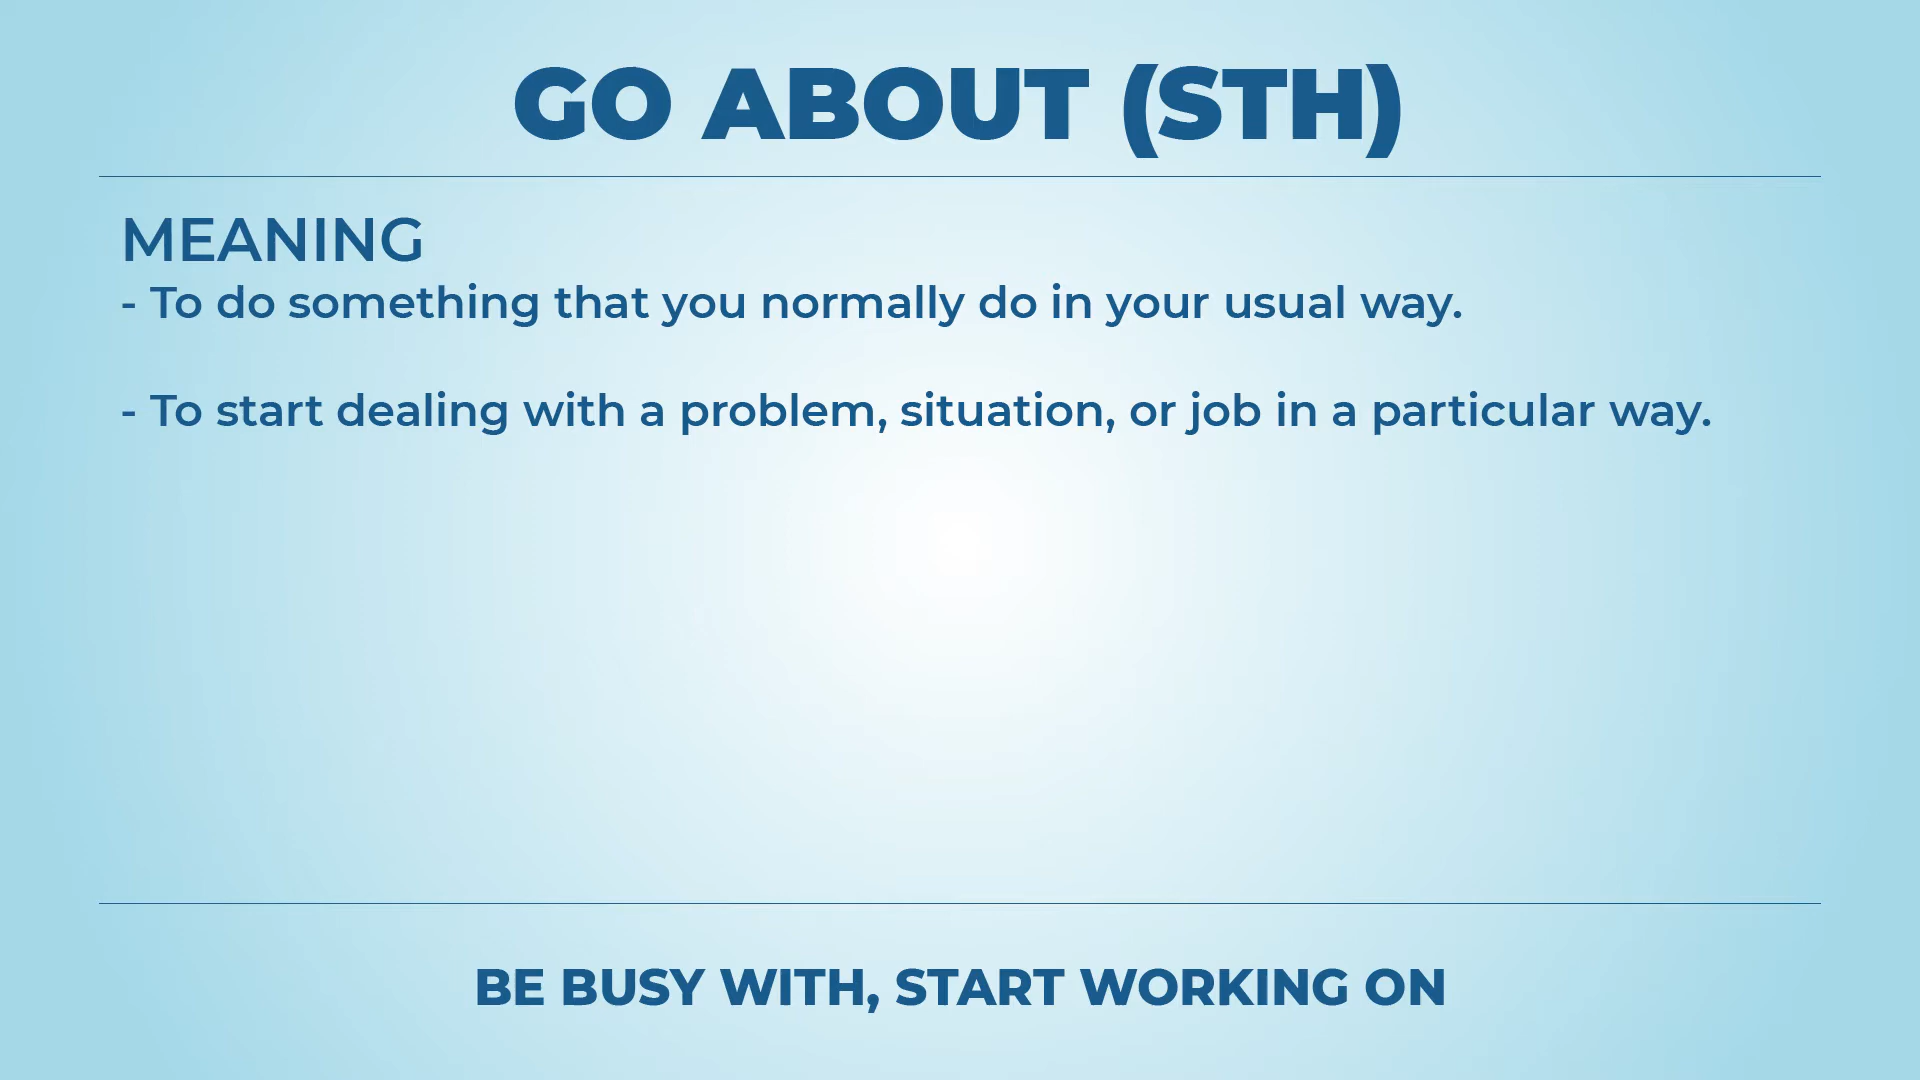 GO ABOUT (STH)
MEANING
- To do something that you normally do in your usual way.
- To start dealing with a problem, situation, or job in a particular way.
BE BUSY WITH, START WORKING ON